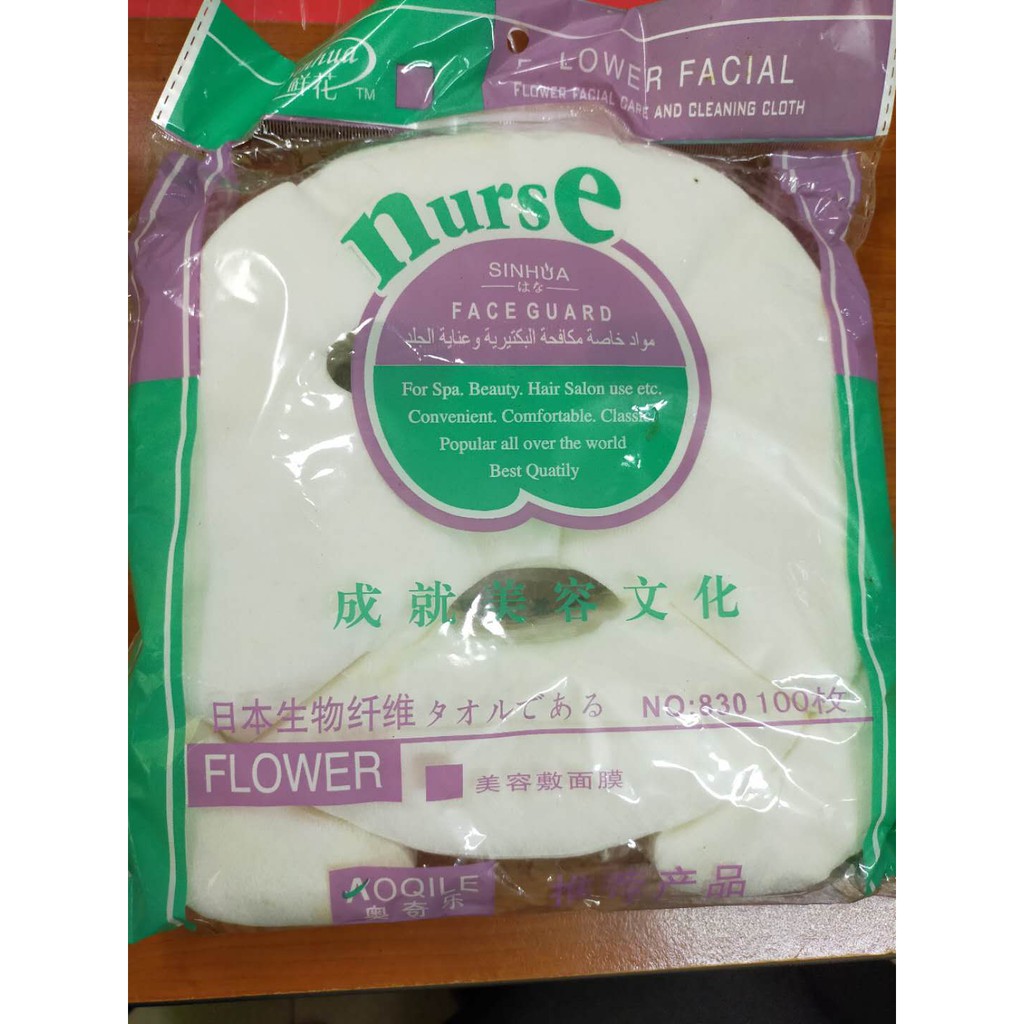 鲜花 TM
LOWER FACIAL
FLOWER FACIAL CARE AND CLEANING CLOTH
nurse
SINHUA
はな
FACE GUARD
مواد خاصة مكافحة البكتيرية وعناية الجلد
For Spa. Beauty. Hair Salon use etc.
Convenient. Comfortable. Classic/
Popular all over the world
Best Quatily
成就美容文化
日本生物纤维 タオルである NO:830 100枚
FLOWER 美容敷面膜
AOQILE
奥奇乐
产品